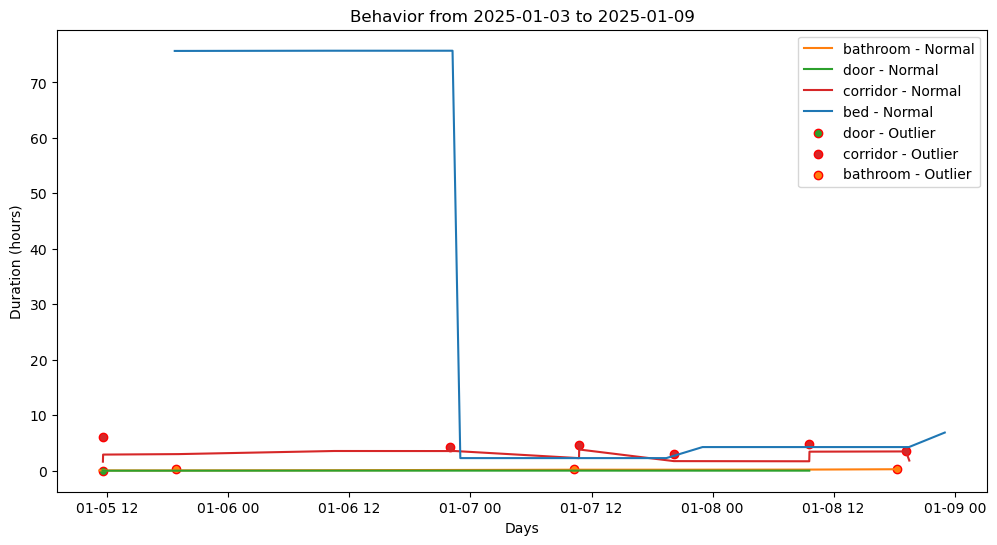 Behavior from 2025-01-03 to 2025-01-09
bathroom - Normal
door - Normal
corridor - Normal
bed - Normal
door - Outlier
corridor - Outlier
bathroom - Outlier
Duration (hours)
70
60
50
40
30
20
10
0
01-05 12
01-06 00
01-06 12
01-07 00
01-07 12
01-08 00
01-08 12
01-09 00
Days